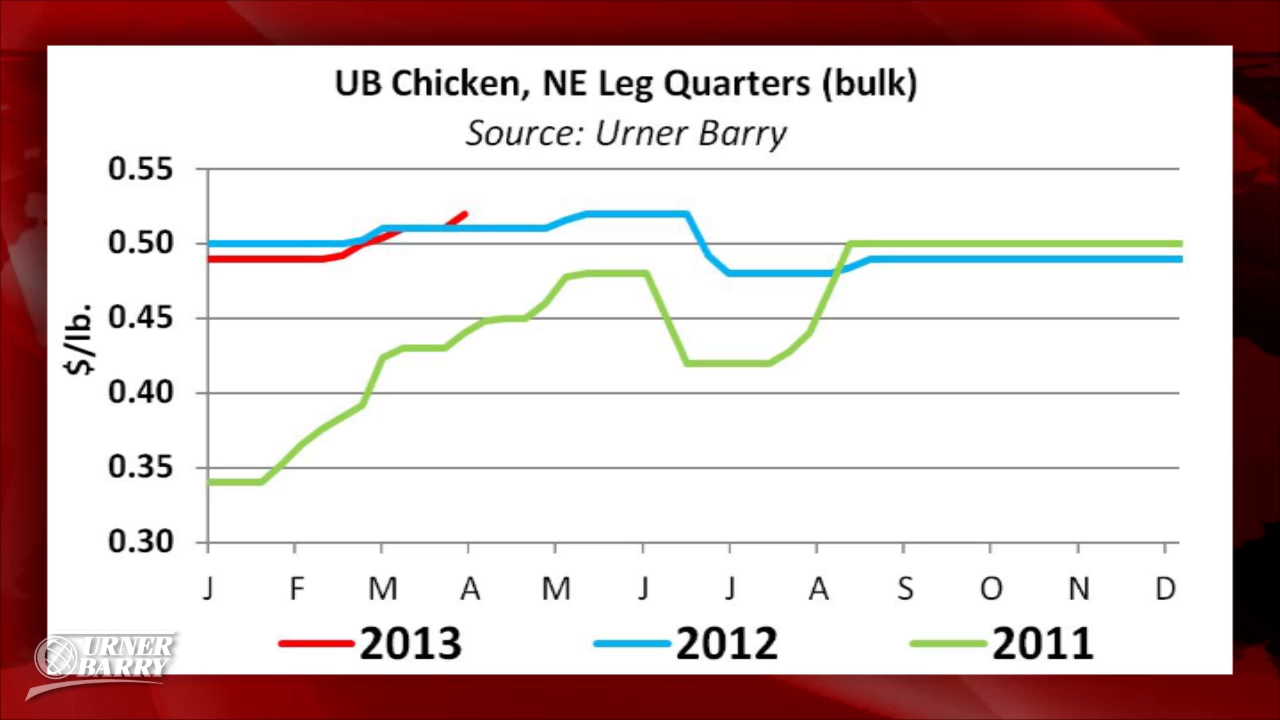 UB Chicken, NE Leg Quarters (bulk)
Source: Urner Barry
$/lb.
0.55
0.50
0.45
0.40
0.35
0.30
J F M A M J J A S O N D
2013 2012 2011
URNER
BARRY